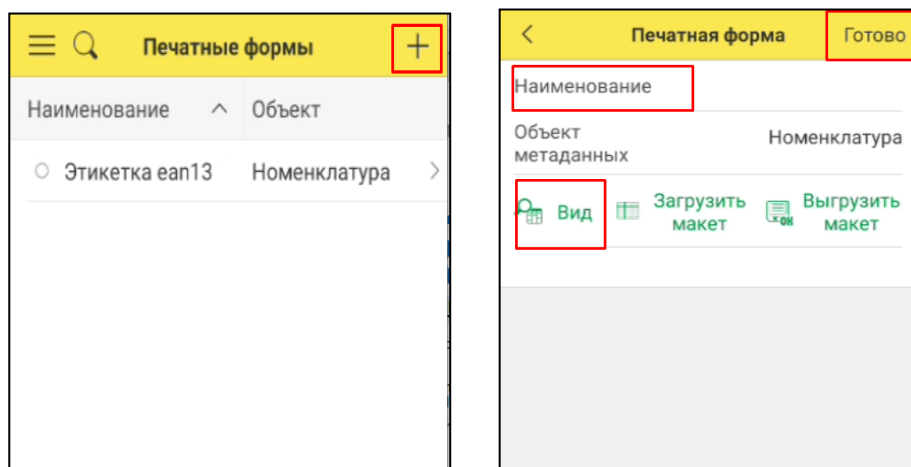 Печатные формы
Наименование Объект
Этикетка ean13 Номенклатура
Печатная форма Готово
Наименование
Объект
метаданных
Номенклатура
Вид
Загрузить
макет
Выгрузить
макет